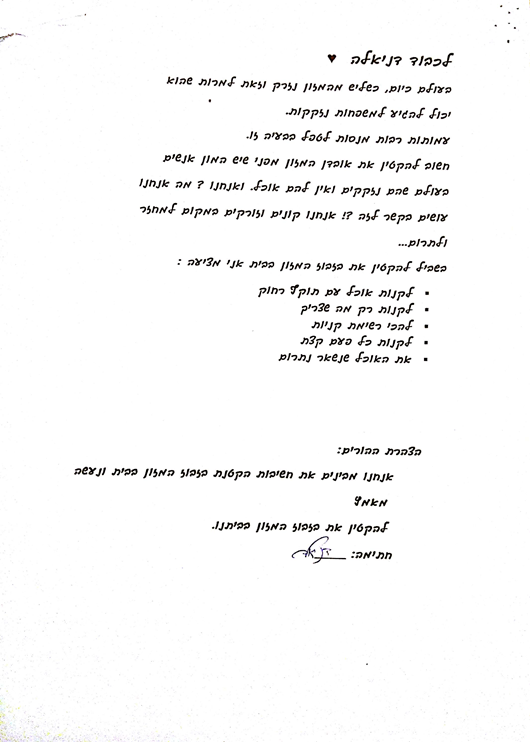 לכבוד דניאלה ♥
בעולם כיום, כשליש מהמזון נזרק וזאת למרות שהוא
יכול להגיע למשפחות נזקקות.
עמותות רבות מנסות לטפל בבעיה זו.
חשוב להקטין את אובדן המזון מפני שיש המון אנשים
בעולם שהם נזקקים ואין להם אוכל. ואנחנו ? מה אנחנו
עושים בקשר לזה ?! אנחנו קונים וזורקים במקום למחזר
ולתרום...
בשביל להקטין את בזבוז המזון בבית אני מציעה :
▪ לקנות אוכל עם תוקף רחוק
▪ לקנות רק מה שצריך
▪ להכי רשימת קניות
▪ לקנות כל פעם קצת
▪ את האוכל שנשאר נתרום
הצהרת ההורים:
אנחנו מבינים את חשיבות הקטנת בזבוז המזון בבית ונעשה
מאמץ
להקטין את בזבוז המזון בביתנו.
חתימה: